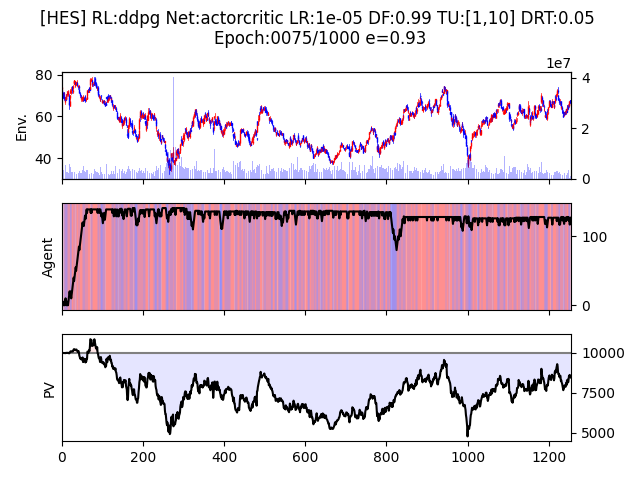 [HES] RL:ddpg Net:actorcritic LR:1e-05 DF:0.99 TU:[1,10] DRT:0.05
Epoch:0075/1000 e=0.93
1e7
80
60
40
Env.
4
2
0
Agent
100
0
PV
10000
7500
5000
0 200 400 600 800 1000 1200